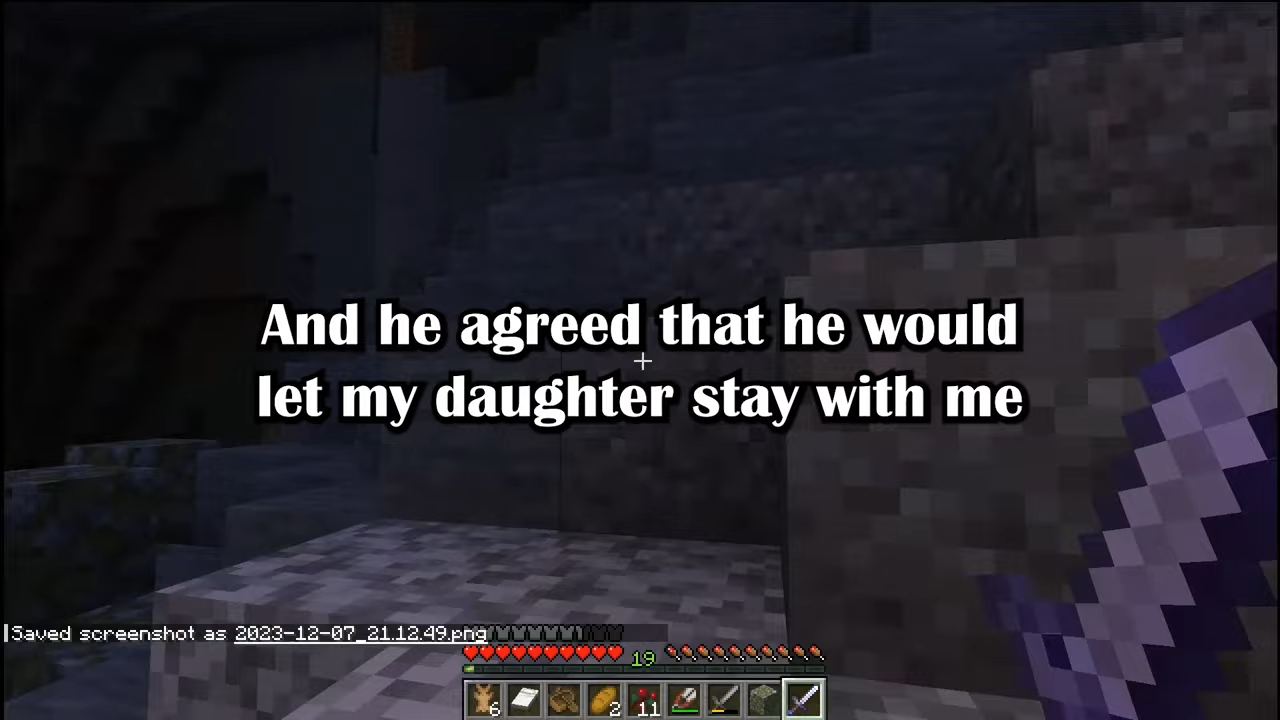 And he agreed that he would
let my daughter stay with me
Saved screenshot as 2023-12-07_21.12.49.png
19
6
2
11